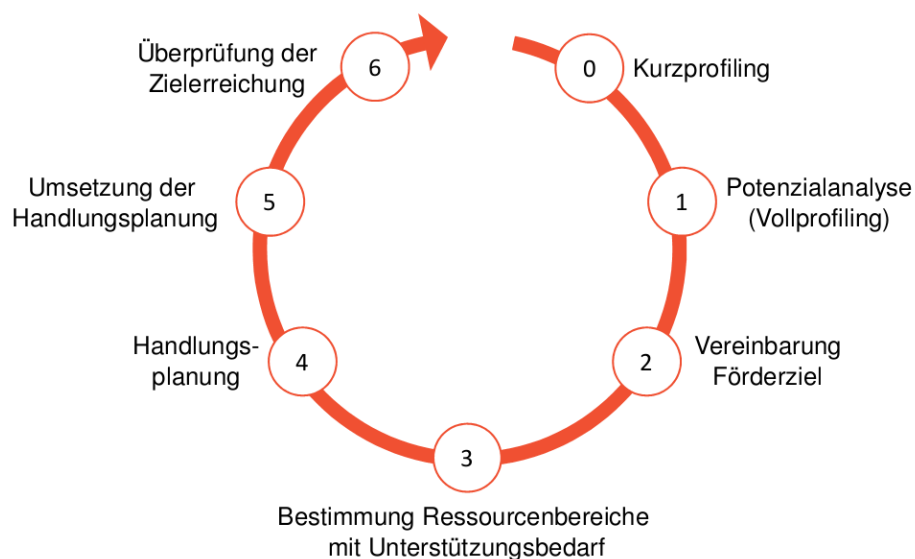 0
Kurzprofiling
1
Potenzialanalyse
(Vollprofiling)
2
Vereinbarung
Förderziel
3
Bestimmung Ressourcenbereiche
mit Unterstützungsbedarf
4
Handlungs-
planung
5
Umsetzung der
Handlungsplanung
6
Überprüfung der
Zielerreichung